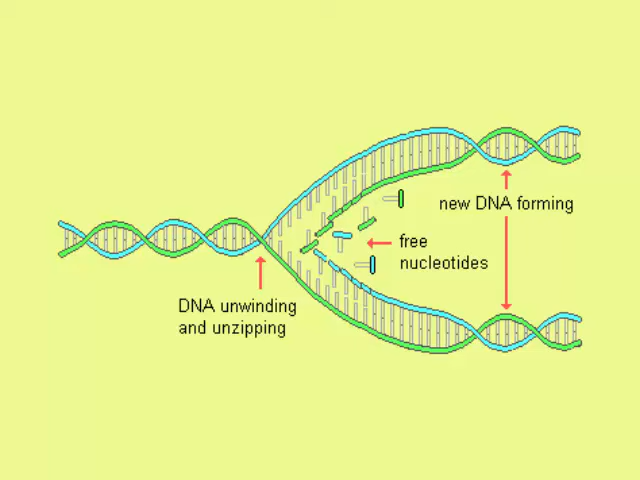 new DNA forming
free
nucleotides
DNA unwinding
and unzipping